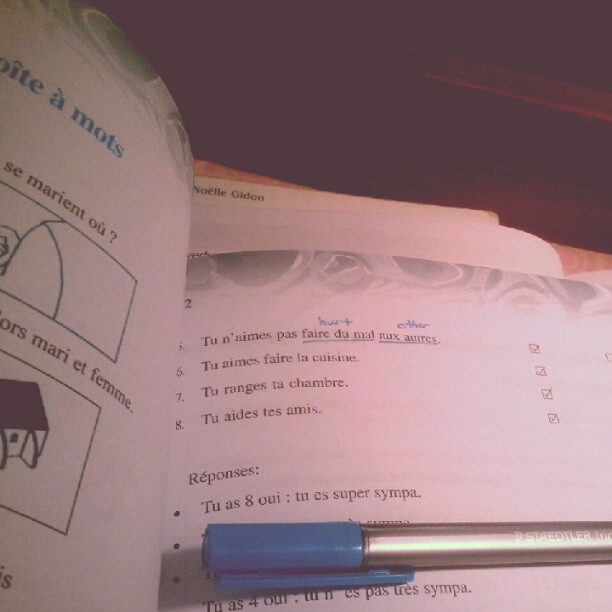 oîte à mots
se marient où ?
ors mari et femme.
is
Noëlle Gidon
2
hurt other
5. Tu n'aimes pas faire du mal aux autres.
6. Tu aimes faire la cuisine.
7. Tu ranges ta chambre.
8. Tu aides tes amis.
Réponses:
• Tu as 8 oui : tu es super sympa.
sympa.
STAEDTLER
Tu as 4 oui : tu n'es pas très sympa.